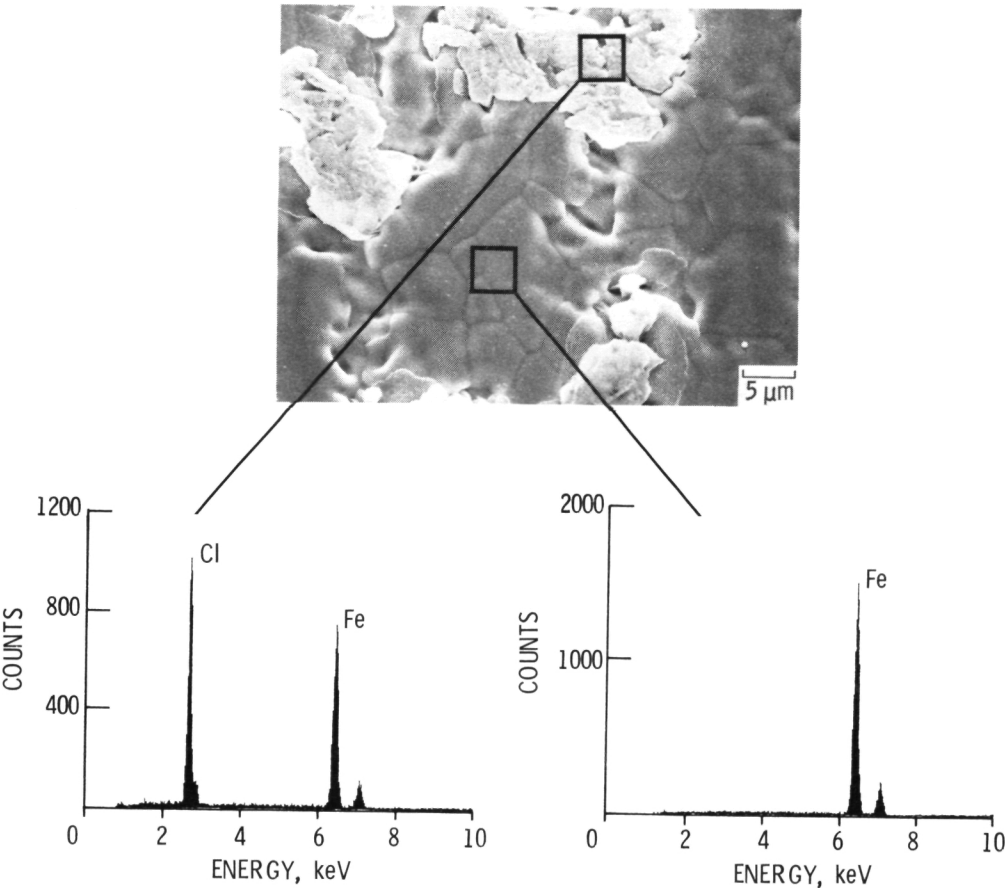 5 μm
1200
800
400
COUNTS
Cl
Fe
0 2 4 6 8 10
ENERGY, keV
2000
1000
COUNTS
Fe
0 2 4 6 8 10
ENERGY, keV